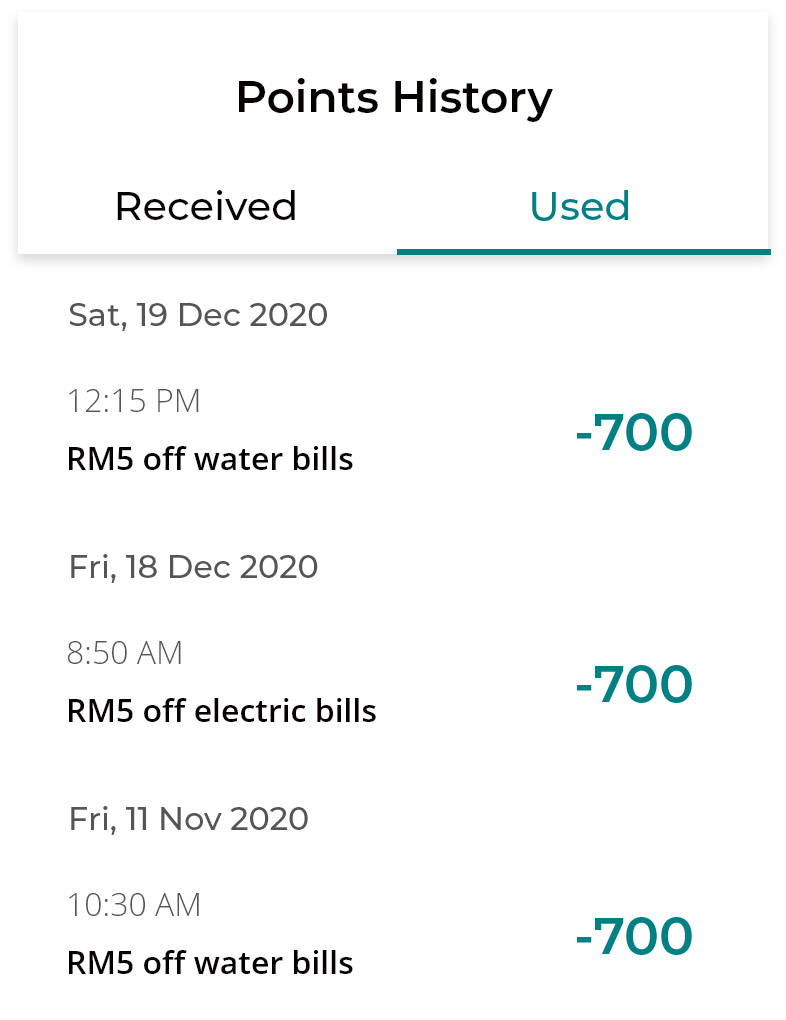 Points History
Received Used
Sat, 19 Dec 2020
12:15 PM
RM5 off water bills
-700
Fri, 18 Dec 2020
8:50 AM
RM5 off electric bills
-700
Fri, 11 Nov 2020
10:30 AM
RM5 off water bills
-700